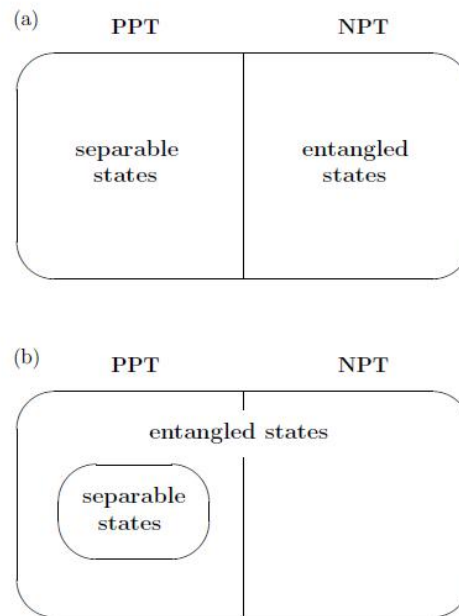 (a)
PPT NPT
separable entangled
states states
(b)
PPT NPT
entangled states
separable
states